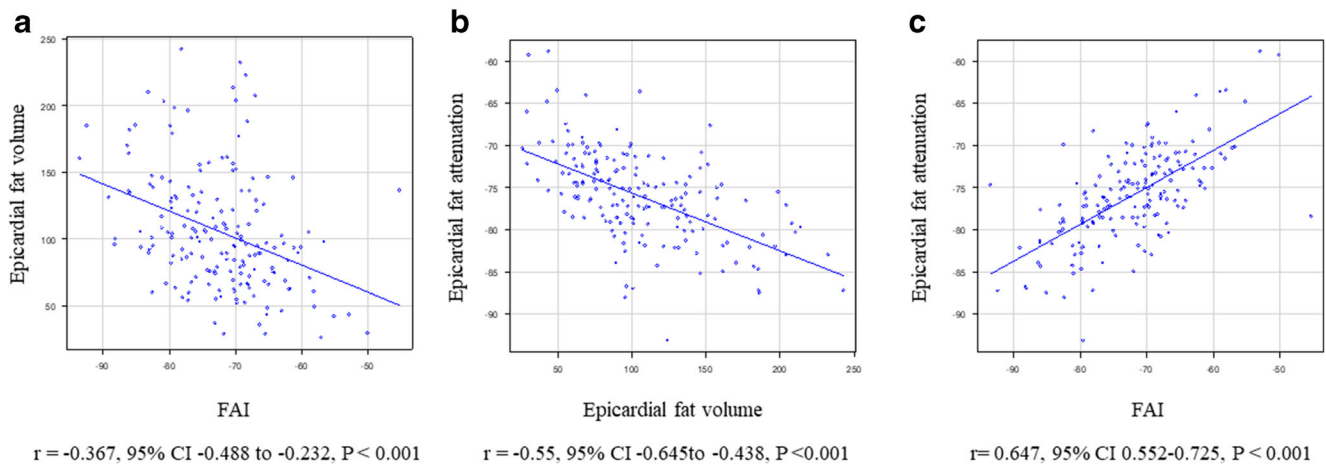 a
b
c
250
200
150
100
50
-90
-80
-70
-60
-50
Epicardial fat volume
FAI
r = -0.367, 95% CI -0.488 to -0.232, P < 0.001
-60
-65
-70
-75
-80
-85
-90
50
100
150
200
250
Epicardial fat attenuation
Epicardial fat volume
r = -0.55, 95% CI -0.645to -0.438, P <0.001
-60
-65
-70
-75
-80
-85
-90
-90
-80
-70
-60
-50
Epicardial fat attenuation
FAI
r= 0.647, 95% CI 0.552-0.725, P < 0.001